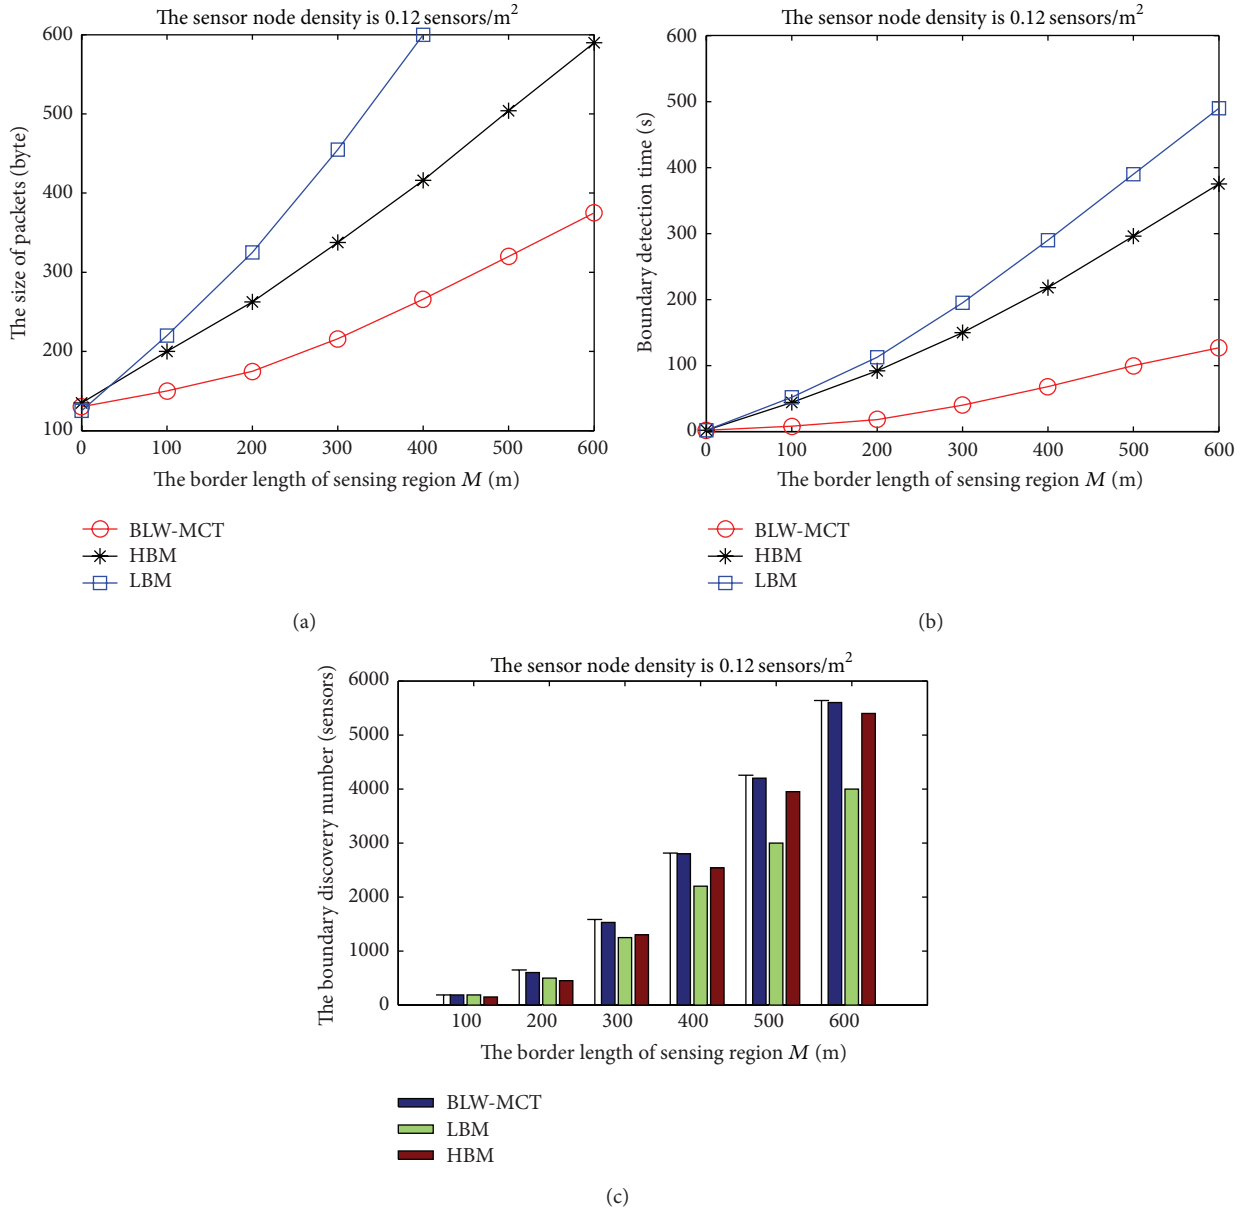 The sensor node density is 0.12 sensors/m²
600
500
400
300
200
100
The size of packets (byte)
0 100 200 300 400 500 600
The border length of sensing region M (m)
BLW-MCT
HBM
LBM
(a)
The sensor node density is 0.12 sensors/m²
600
500
400
300
200
100
0
Boundary detection time (s)
0 100 200 300 400 500 600
The border length of sensing region M (m)
BLW-MCT
HBM
LBM
(b)
The sensor node density is 0.12 sensors/m²
6000
5000
4000
3000
2000
1000
0
The boundary discovery number (sensors)
100 200 300 400 500 600
The border length of sensing region M (m)
BLW-MCT
LBM
HBM
(c)